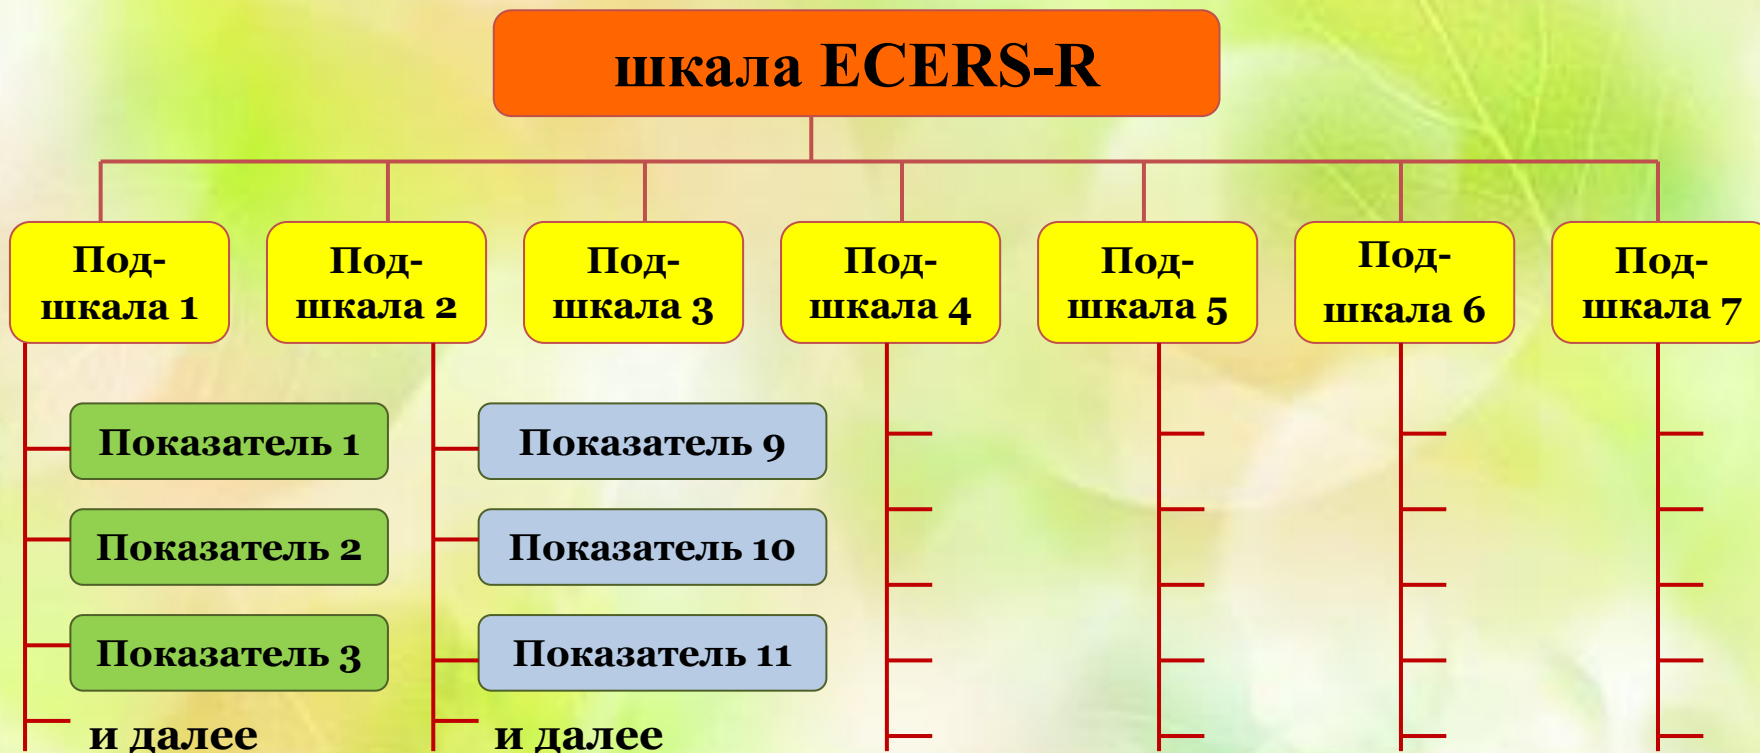 шкала ECERS-R
Под-
шкала 1
Под-
шкала 2
Под-
шкала 3
Под-
шкала 4
Под-
шкала 5
Под-
шкала 6
Под-
шкала 7
Показатель 1
Показатель 2
Показатель 3
и далее
Показатель 9
Показатель 10
Показатель 11
и далее